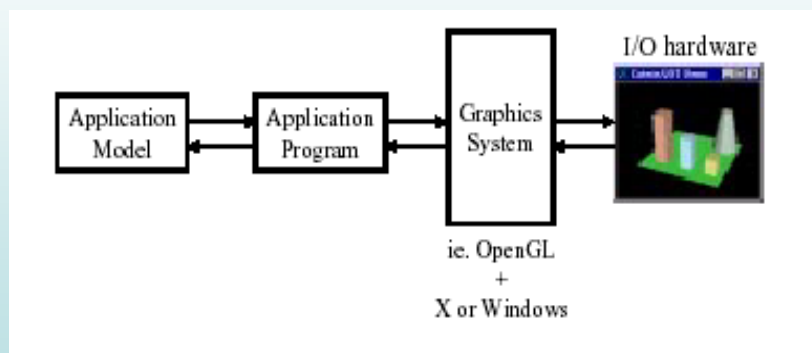 I/O hardware
Application
Model
Application
Program
Graphics
System
ie. OpenGL
+
X or Windows